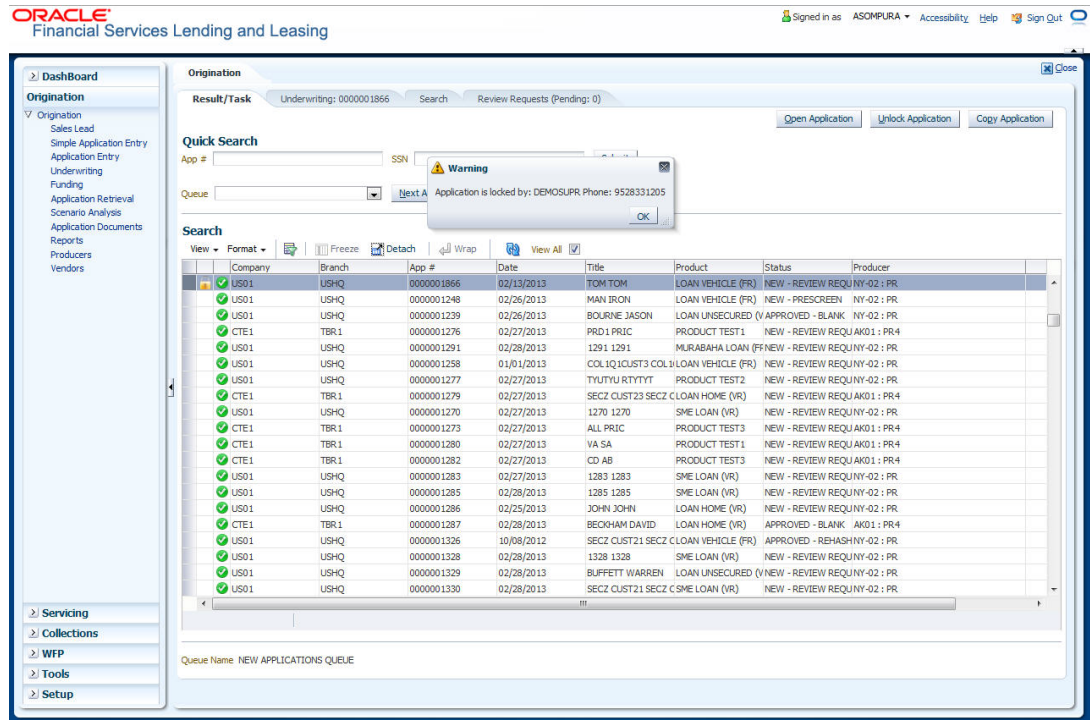 ORACLE
Financial Services Lending and Leasing
Signed in as ASOMPURA Accessibility Help Sign Out
Close
DashBoard
Origination
Origination
Sales Lead
Simple Application Entry
Application Entry
Underwriting
Funding
Application Retrieval
Scenario Analysis
Application Documents
Reports
Producers
Vendors
Servicing
Collections
WFP
Tools
Setup
Origination
Result/Task Underwriting: 0000001866 Search Review Requests (Pending: 0)
Open Application Unlock Application Copy Application
Quick Search
App # SSN
Queue Next A
Warning
Application is locked by: DEMOSUPR Phone: 9528331205
OK
Search
View Format Freeze Detach Wrap View All
Company Branch App # Date Title Product Status Producer
US01 USHQ 0000001866 02/13/2013 TOM TOM LOAN VEHICLE (FR) NEW - REVIEW REQU NY-02 : PR
US01 USHQ 0000001248 02/26/2013 MAN IRON LOAN VEHICLE (FR) NEW - PRESCREEN NY-02 : PR
US01 USHQ 0000001239 02/26/2013 BOURNE JASON LOAN UNSECURED (V APPROVED - BLANK NY-02 : PR
CTE1 TBR1 0000001276 02/27/2013 PRD1 PRIC PRODUCT TEST1 NEW - REVIEW REQU AK01 : PR4
US01 USHQ 0000001291 02/28/2013 1291 1291 MURABAHA LOAN (FR NEW - REVIEW REQU NY-02 : PR
US01 USHQ 0000001258 01/01/2013 COL1Q1CUST3 COL1 LOAN VEHICLE (FR) NEW - REVIEW REQU NY-02 : PR
US01 USHQ 0000001277 02/27/2013 TYUTYU RTYTYT PRODUCT TEST2 NEW - REVIEW REQU NY-02 : PR
CTE1 TBR1 0000001279 02/27/2013 SECZ CUST23 SECZ C LOAN HOME (VR) NEW - REVIEW REQU AK01 : PR4
US01 USHQ 0000001270 02/27/2013 1270 1270 SME LOAN (VR) NEW - REVIEW REQU NY-02 : PR
CTE1 TBR1 0000001273 02/27/2013 ALL PRIC PRODUCT TEST3 NEW - REVIEW REQU AK01 : PR4
CTE1 TBR1 0000001280 02/27/2013 VA SA PRODUCT TEST1 NEW - REVIEW REQU AK01 : PR4
CTE1 TBR1 0000001282 02/27/2013 CD AB PRODUCT TEST3 NEW - REVIEW REQU AK01 : PR4
US01 USHQ 0000001283 02/27/2013 1283 1283 SME LOAN (VR) NEW - REVIEW REQU NY-02 : PR
US01 USHQ 0000001285 02/28/2013 1285 1285 SME LOAN (VR) NEW - REVIEW REQU NY-02 : PR
US01 USHQ 0000001286 02/25/2013 JOHN JOHN LOAN HOME (VR) NEW - REVIEW REQU NY-02 : PR
CTE1 TBR1 0000001287 02/28/2013 BECKHAM DAVID LOAN HOME (VR) APPROVED - BLANK AK01 : PR4
US01 USHQ 0000001326 10/08/2012 SECZ CUST21 SECZ C LOAN VEHICLE (FR) APPROVED - REHASH NY-02 : PR
US01 USHQ 0000001328 02/28/2013 1328 1328 SME LOAN (VR) NEW - REVIEW REQU NY-02 : PR
US01 USHQ 0000001329 02/28/2013 BUFFETT WARREN LOAN UNSECURED (V NEW - REVIEW REQU NY-02 : PR
US01 USHQ 0000001330 02/28/2013 SECZ CUST21 SECZ C SME LOAN (VR) NEW - REVIEW REQU NY-02 : PR
Queue Name NEW APPLICATIONS QUEUE